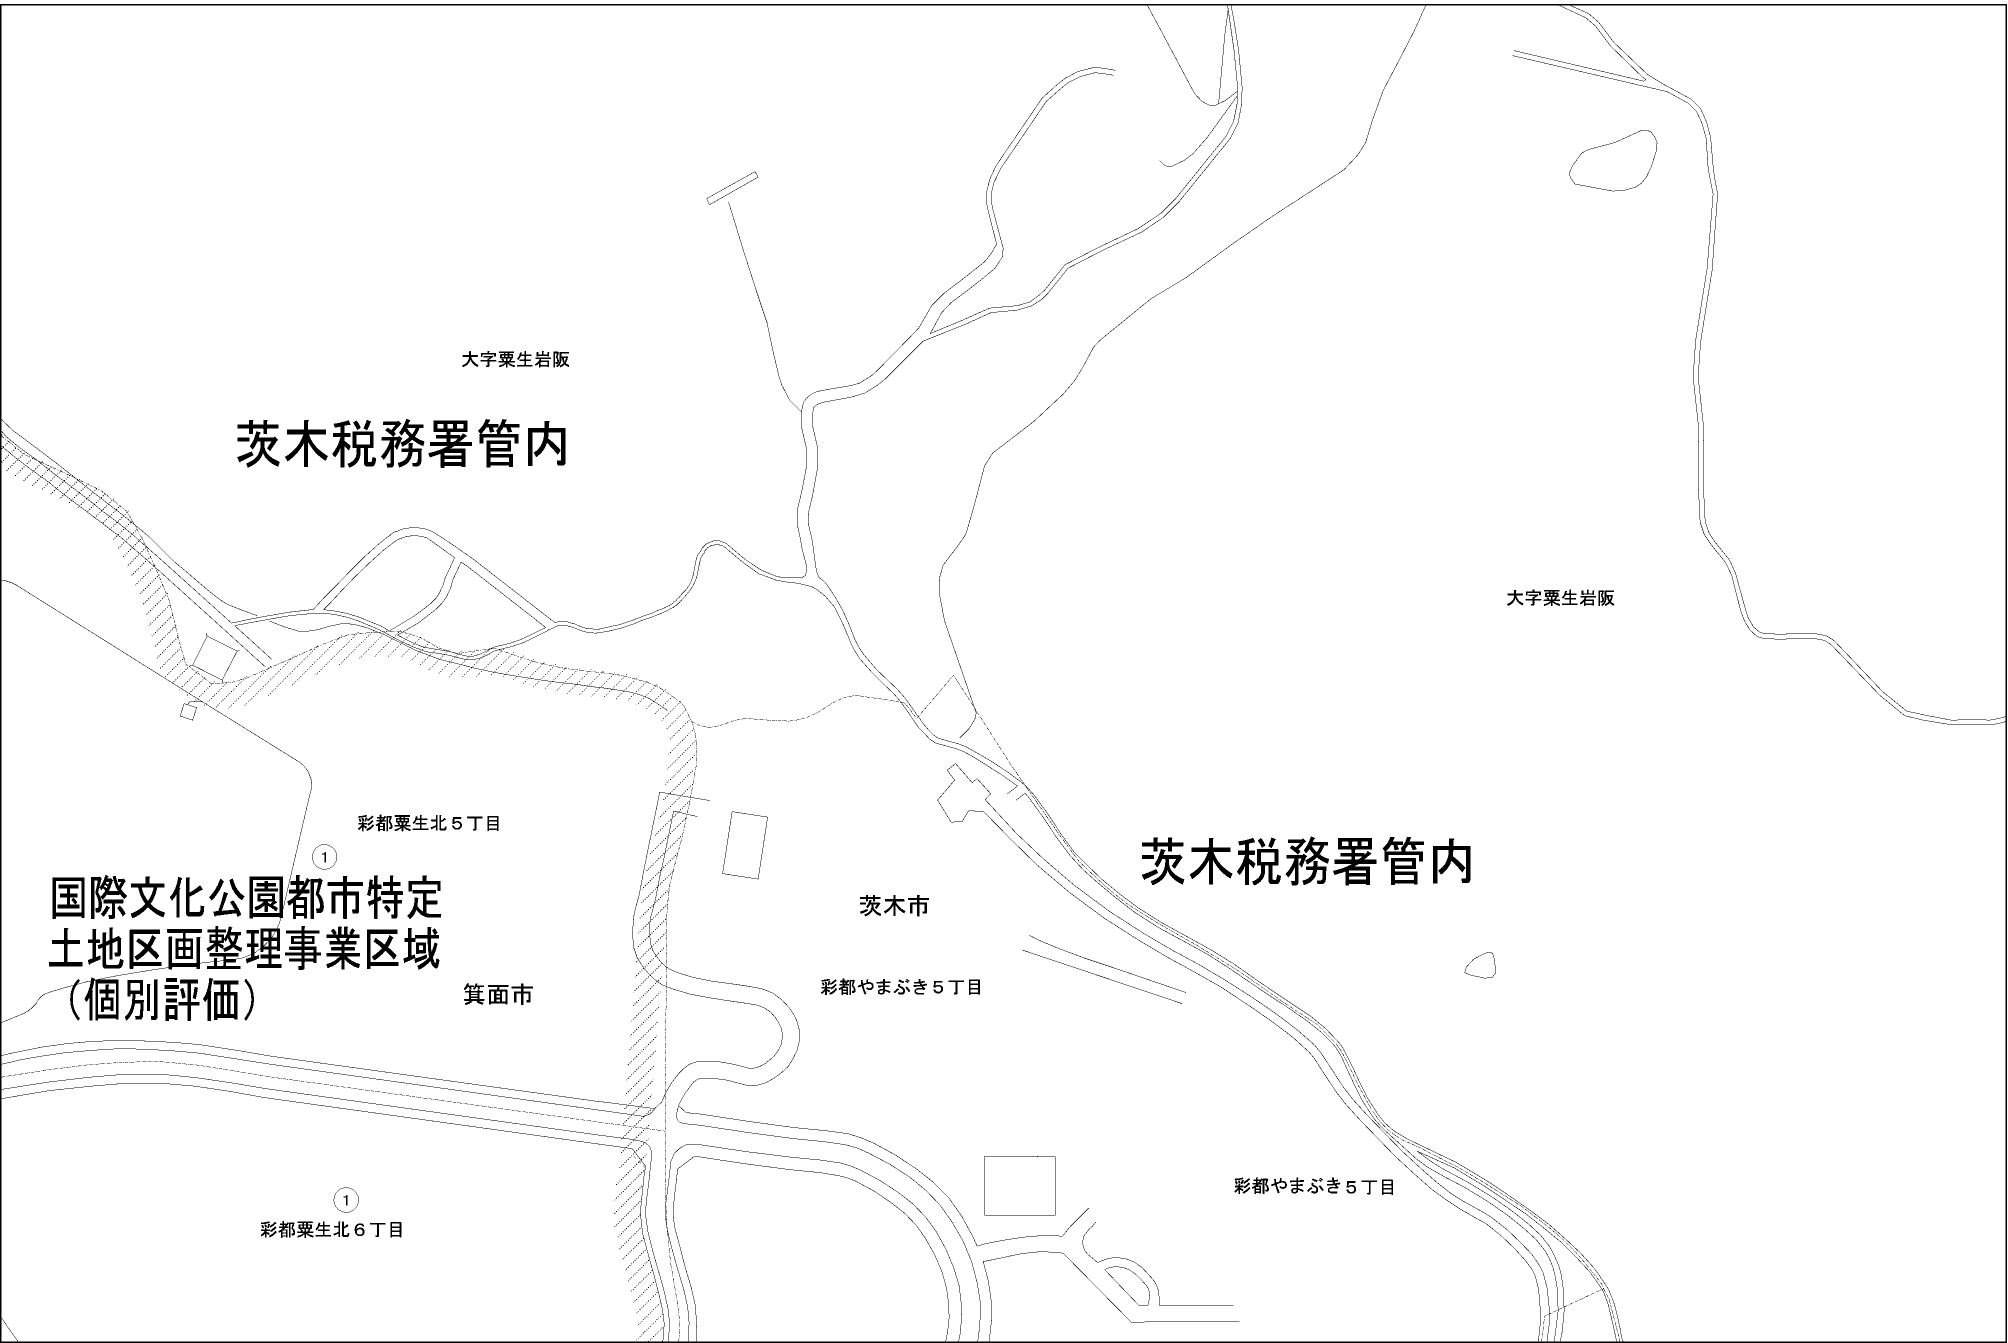 大字粟生岩阪
茨木税務署管内
大字粟生岩阪
彩都粟生北５丁目
①
国際文化公園都市特定
土地区画整理事業区域
（個別評価）
箕面市
茨木税務署管内
茨木市
彩都やまぶき５丁目
彩都やまぶき５丁目
①
彩都粟生北６丁目